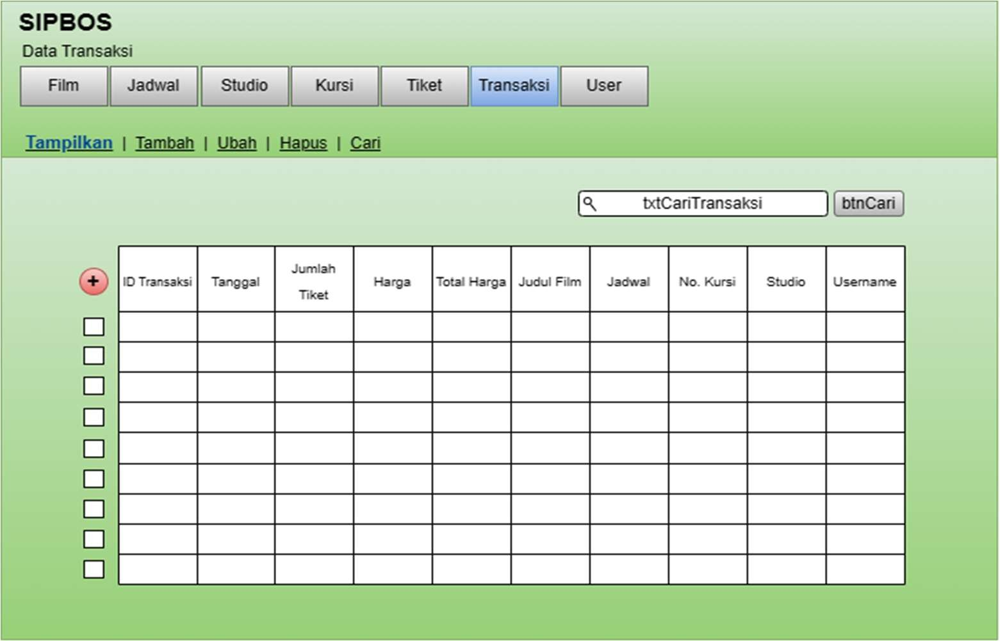 SIPBOS
Data Transaksi
Film Jadwal Studio Kursi Tiket Transaksi User
Tampilkan | Tambah | Ubah | Hapus | Cari
txtCariTransaksi btnCari
+ ID Transaksi Tanggal Jumlah Tiket Harga Total Harga Judul Film Jadwal No. Kursi Studio Username